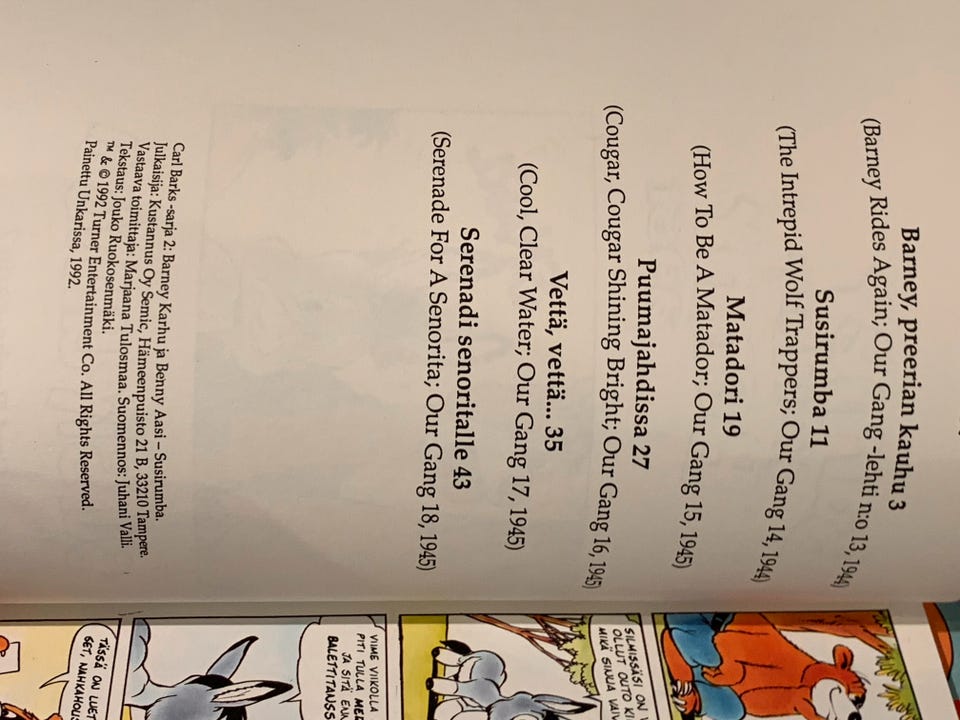 Barney, preerian kauhu 3
(Barney Rides Again; Our Gang -lehti n:o 13, 1944)
Susirumba 11
(The Intrepid Wolf Trappers; Our Gang 14, 1944)
Matadori 19
(How To Be A Matador; Our Gang 15, 1945)
Puumajahdissa 27
(Cougar, Cougar Shining Bright; Our Gang 16, 1945)
Vettä, vettä... 35
(Cool, Clear Water; Our Gang 17, 1945)
Serenadi senoritalle 43
(Serenade For A Senorita; Our Gang 18, 1945)
Carl Barks -sarja 2: Barney Karhu ja Benny Aasi – Susirumba.
Julkaisija: Kustannus Oy Semic, Hämeenpuisto 21 B, 33210 Tampere.
Vastaava toimittaja: Marjaana Tulosmaa. Suomennos: Juhani Valli.
Tekstaus: Jouko Ruokosenmäki.
™ & © 1992 Turner Entertainment Co. All Rights Reserved.
Painettu Unkarissa, 1992.
SILMISSÄSI ON
OLLUT OUTO
MIKÄ SINUA
VIIME VIIKOLLA
PITI TULLA
JA SITÄ
TÄSSÄ ON